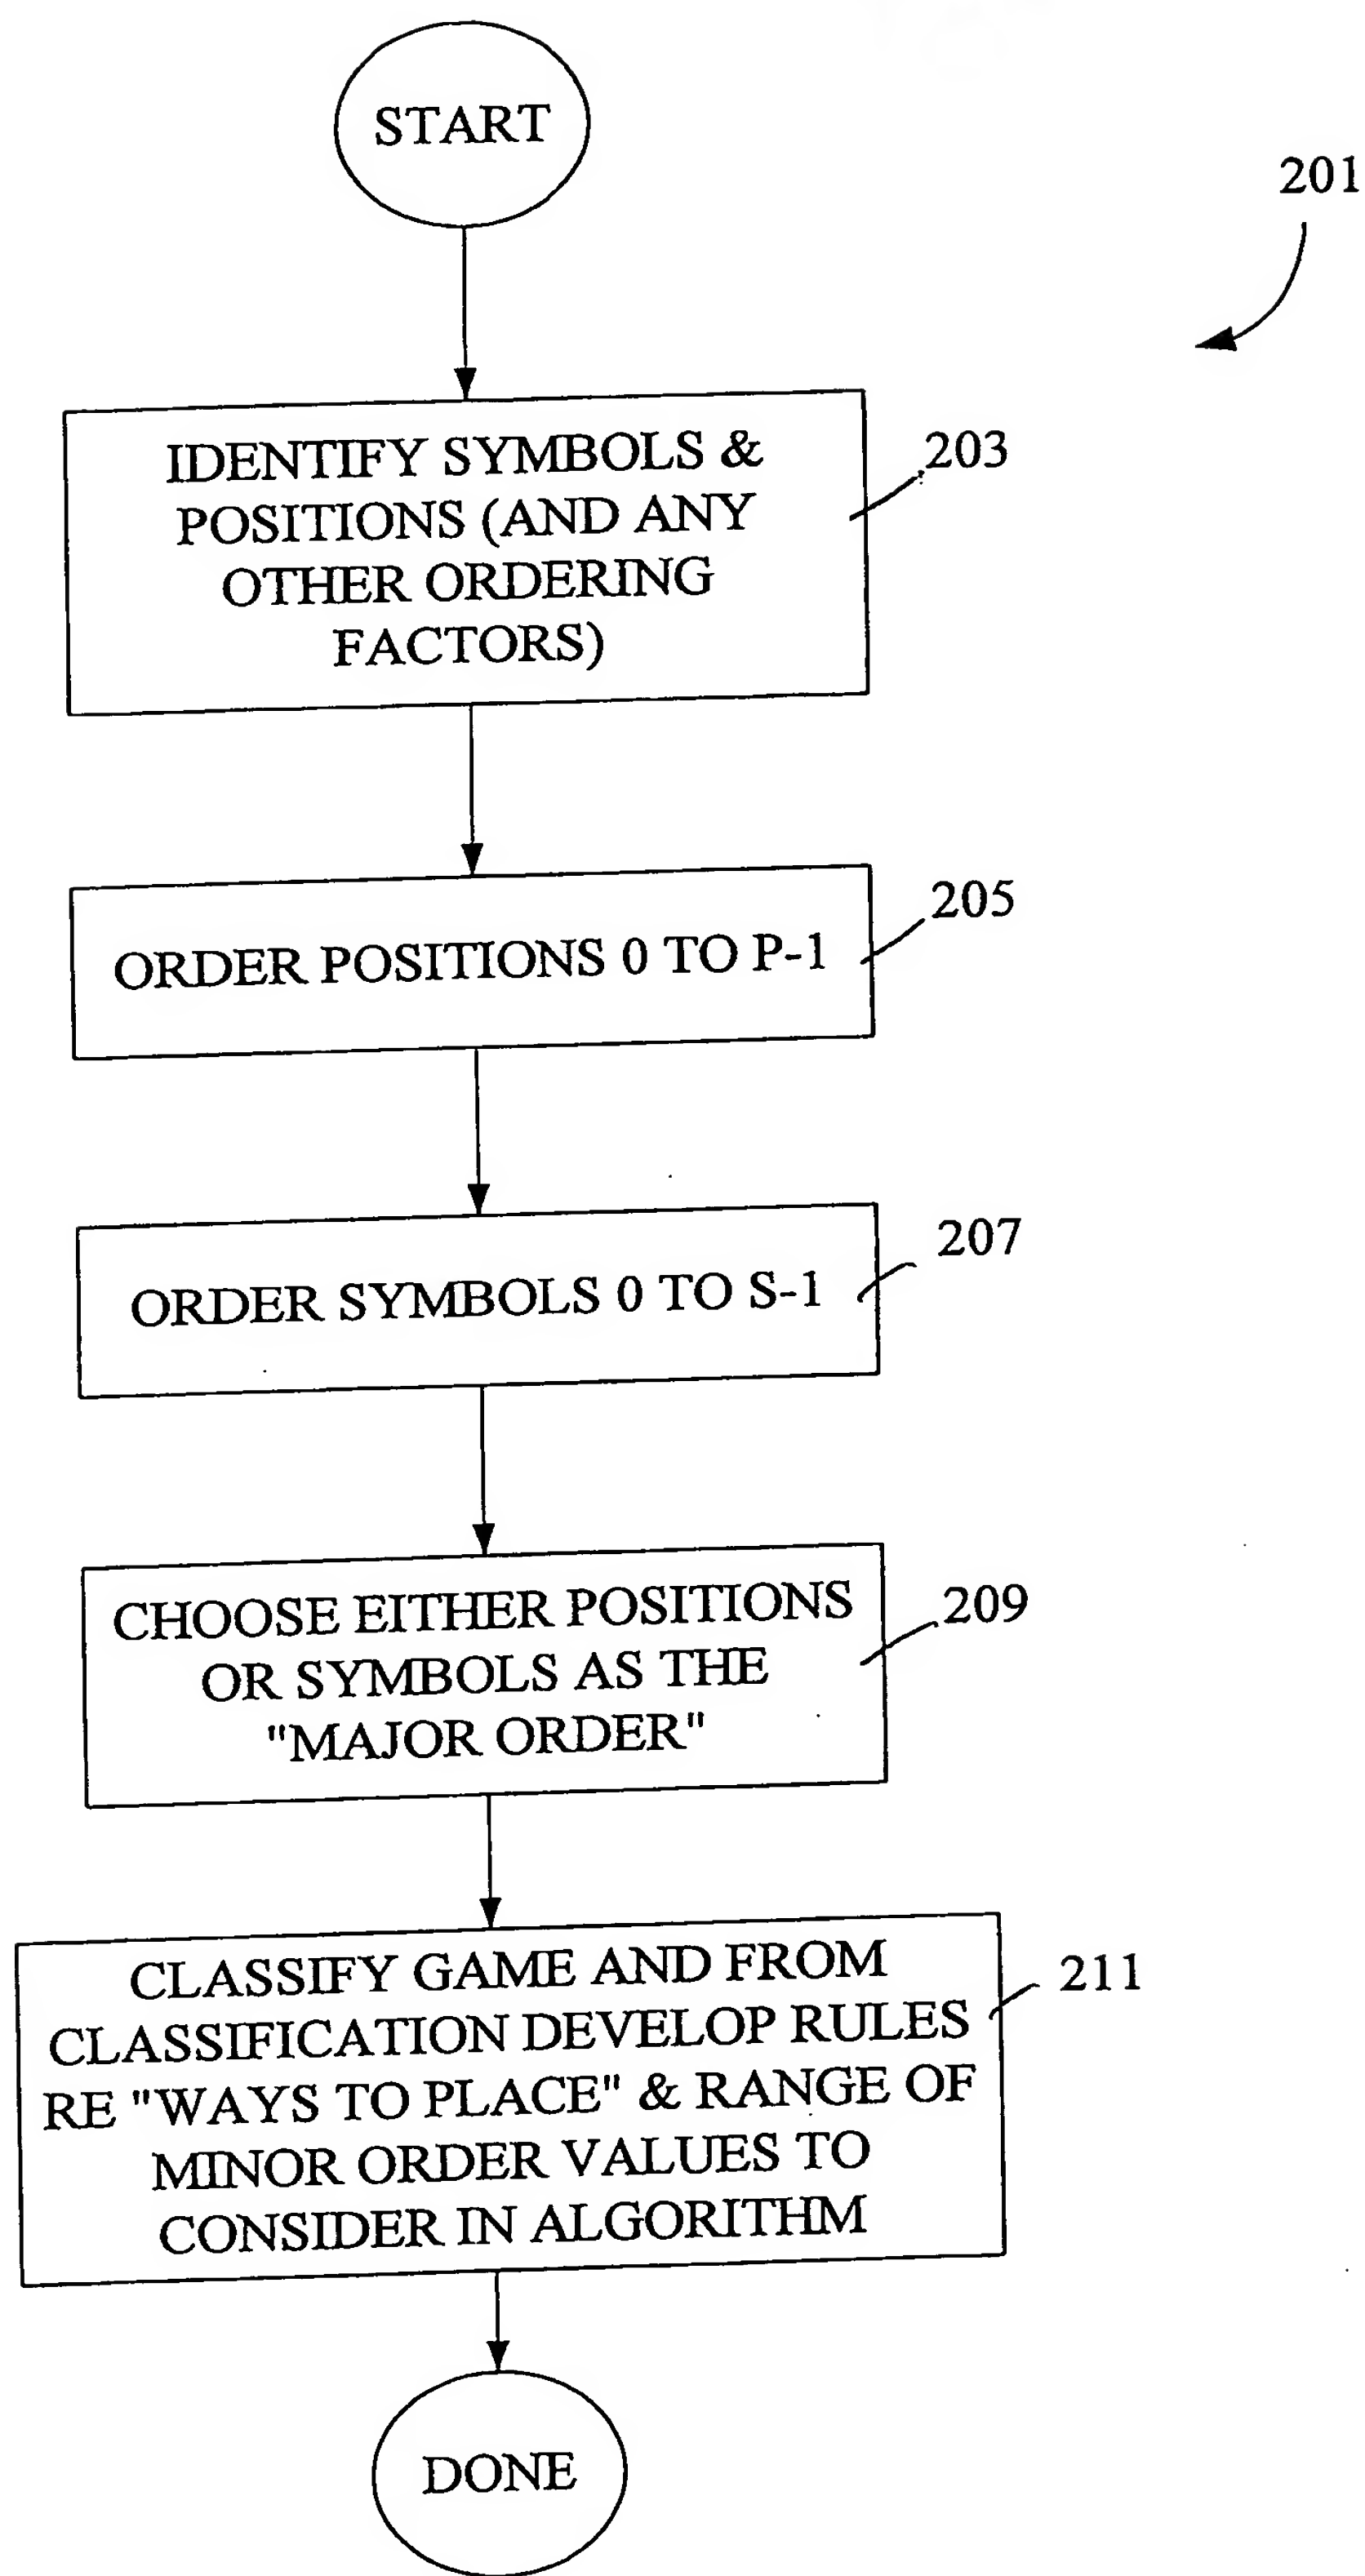 START
201
IDENTIFY SYMBOLS &
POSITIONS (AND ANY
OTHER ORDERING
FACTORS)
203
ORDER POSITIONS 0 TO P-1
205
ORDER SYMBOLS 0 TO S-1
207
CHOOSE EITHER POSITIONS
OR SYMBOLS AS THE
"MAJOR ORDER"
209
CLASSIFY GAME AND FROM
CLASSIFICATION DEVELOP RULES
RE "WAYS TO PLACE" & RANGE OF
MINOR ORDER VALUES TO
CONSIDER IN ALGORITHM
211
DONE